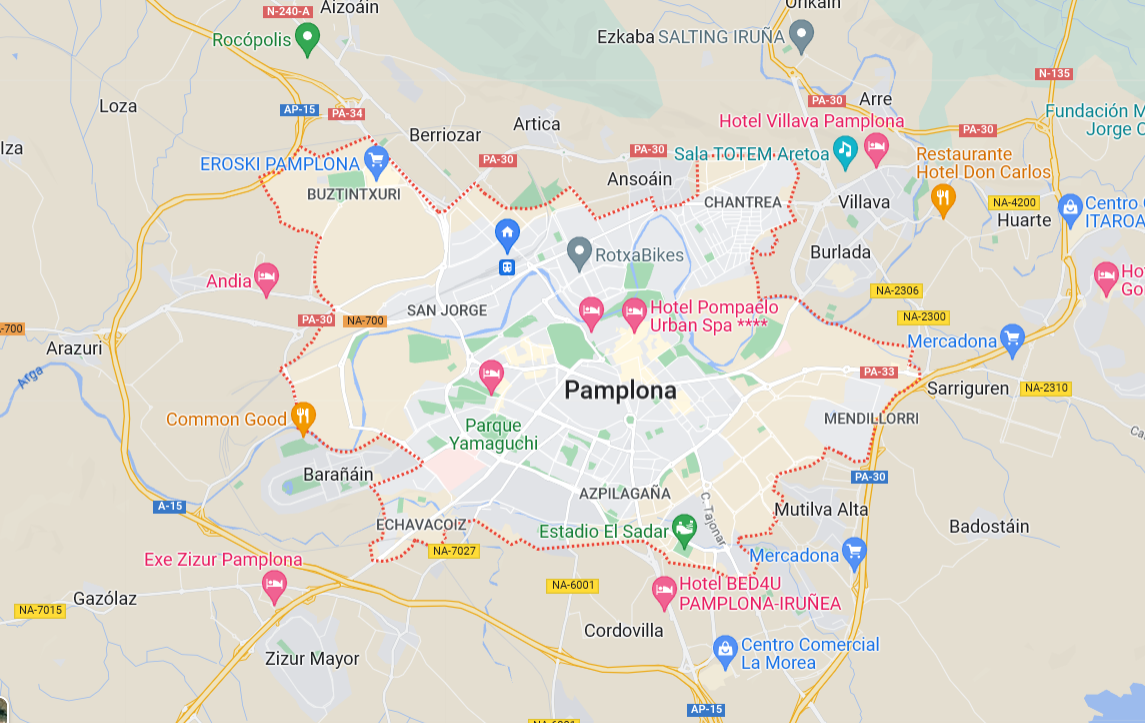 Aizoáin
N-240-A
Rocópolis
Ezkaba
SALTING IRUÑA
N-135
Loza
AP-15
PA-34
PA-30
Arre
Fundación M
Jorge O
Berriozar
Artica
Hotel Villava Pamplona
PA-30
lza
EROSKI PAMPLONA
PA-30
PA-30
Sala TOTEM Aretoa
Restaurante
Hotel Don Carlos
BUZTINTXURI
Ansoáin
CHANTREA
Villava
NA-4200
Huarte
Centro
ITAROA
RotxaBikes
Burlada
Andia
Ho
Go
NA-2306
SAN JORGE
Hotel Pompaelo
Urban Spa ****
PA-30
NA-700
NA-2300
-700
Arazuri
Mercadona
Arga
PA-33
Sarriguren
NA-2310
Pamplona
Common Good
Parque
Yamaguchi
MENDILLORRI
Barañáin
PA-30
AZPILAGAÑA
A-15
C. Tajonar
Mutilva Alta
ECHAVACOIZ
Estadio El Sadar
Badostáin
NA-7027
Mercadona
Exe Zizur Pamplona
NA-6001
Hotel BED4U
PAMPLONA-IRUÑEA
Gazólaz
NA-7015
Cordovilla
Zizur Mayor
Centro Comercial
La Morea
AP-15